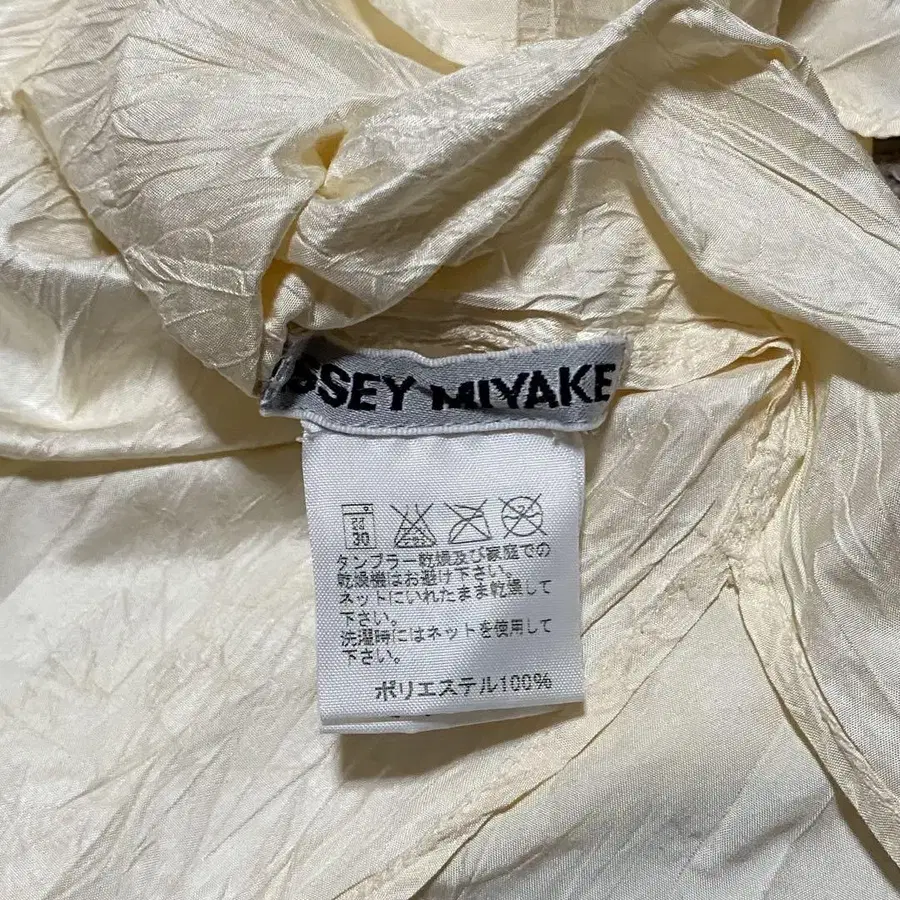 ISSEY MIYAKE
30
タンブラー乾燥及び家庭での
乾燥機はお避け下さい。
ネットにいれたまま乾燥して
下さい。
洗濯時にはネットを使用して
下さい。
ポリエステル100%